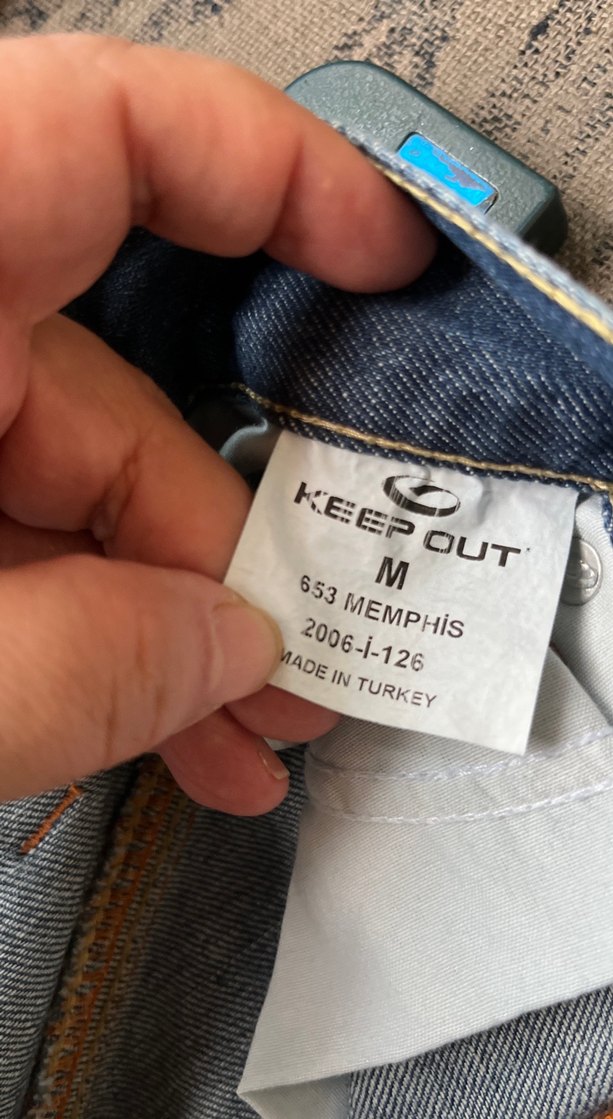 KEEP OUT
M
653 MEMPHİS
2006-İ-126
MADE IN TURKEY